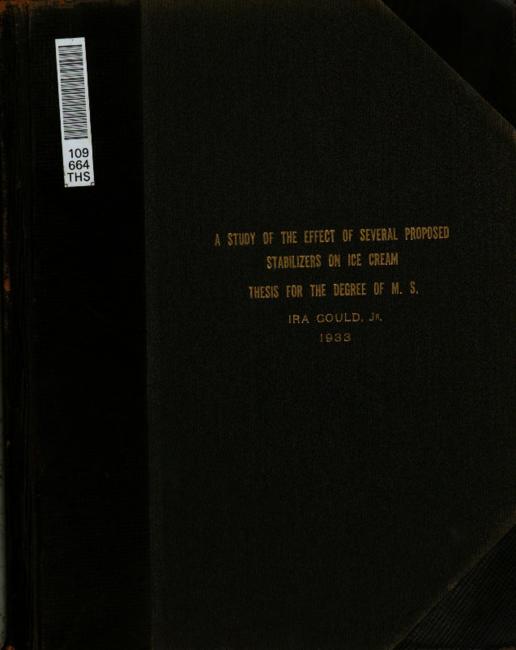 109
664
THS
A STUDY OF THE EFFECT OF SEVERAL PROPOSED
STABILIZERS ON ICE CREAM
THESIS FOR THE DEGREE OF M. S.
IRA GOULD, JR.
1933